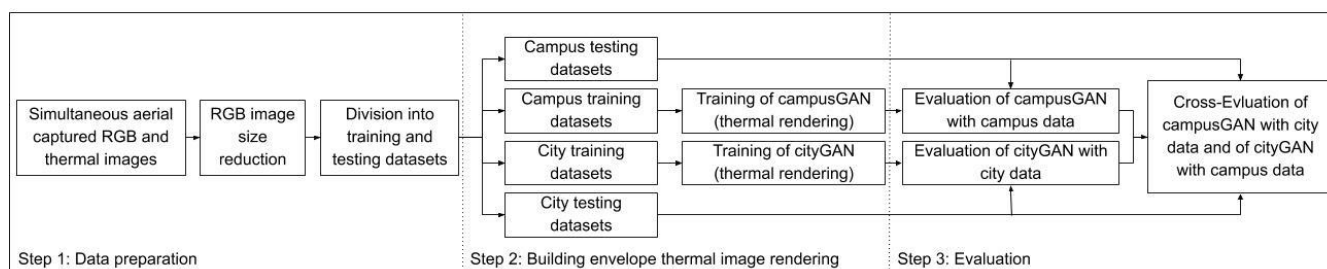 Simultaneous aerial
captured RGB and
thermal images
RGB image
size
reduction
Division into
training and
testing datasets
Step 1: Data preparation
Campus testing
datasets
Campus training
datasets
City training
datasets
City testing
datasets
Training of campusGAN
(thermal rendering)
Training of cityGAN
(thermal rendering)
Step 2: Building envelope thermal image rendering
Evaluation of campusGAN
with campus data
Evaluation of cityGAN with
city data
Cross-Evluation of
campusGAN with city
data and of cityGAN
with campus data
Step 3: Evaluation